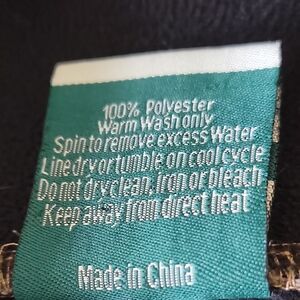 100% Polyester
Warm Wash only
Spin to remove excess Water
Line dry or tumble on cool cycle
Do not dry clean, Iron or bleach
Keep away from direct heat
Made in China